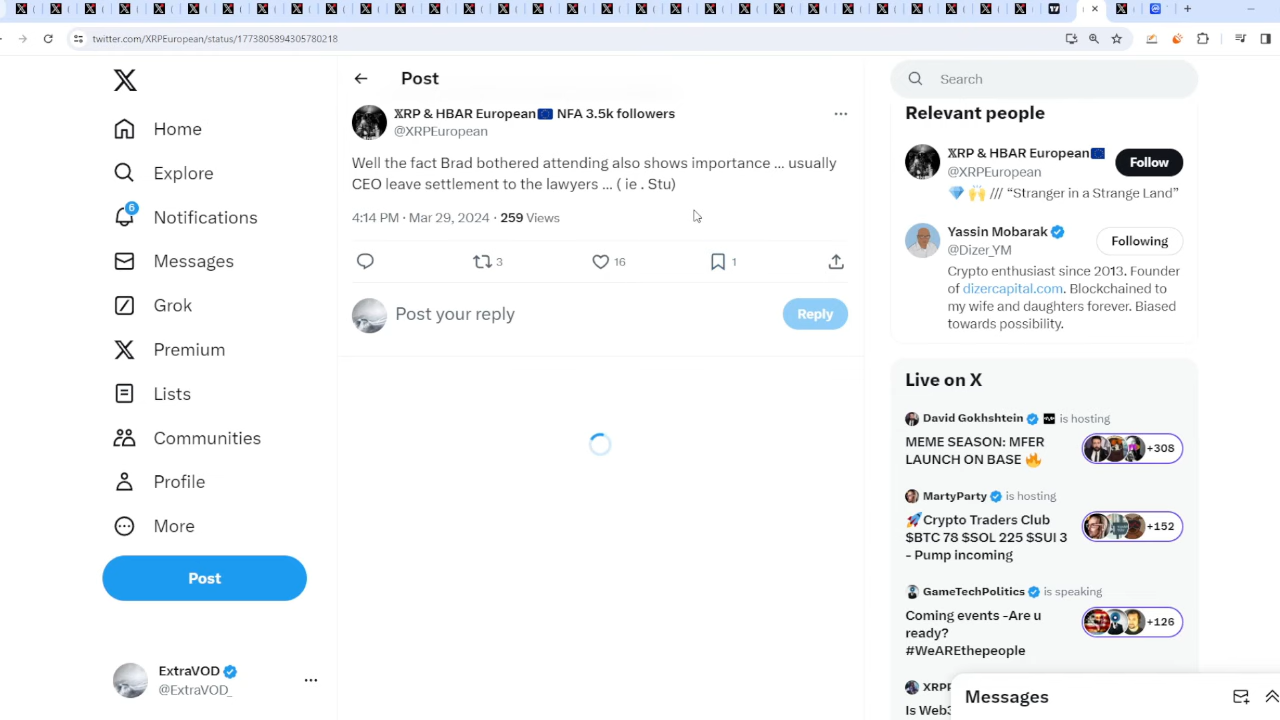 twitter.com/XRPEuropean/status/1773805894305780218
Post
Search
Home
Explore
6
Notifications
Messages
Grok
Premium
Lists
Communities
Profile
More
Post
ExtraVOD
@ExtraVOD_
𝕏RP & HBAR European🇪🇺 NFA 3.5k followers
@XRPEuropean
Well the fact Brad bothered attending also shows importance ... usually
CEO leave settlement to the lawyers ... ( ie . Stu)
4:14 PM · Mar 29, 2024 · 259 Views
3
16
1
Post your reply
Reply
Relevant people
𝕏RP & HBAR European🇪🇺
@XRPEuropean
Follow
💎 🙌 /// “Stranger in a Strange Land”
Yassin Mobarak
@Dizer_YM
Following
Crypto enthusiast since 2013. Founder
of dizercapital.com. Blockchained to
my wife and daughters forever. Biased
towards possibility.
Live on X
David Gokhshtein is hosting
MEME SEASON: MFER
LAUNCH ON BASE 🔥
+308
MartyParty is hosting
🚀Crypto Traders Club
$BTC 78 $SOL 225 $SUI 3
- Pump incoming
+152
GameTechPolitics is speaking
Coming events -Are u
ready?
#WeAREthepeople
+126
Is Web3
Messages